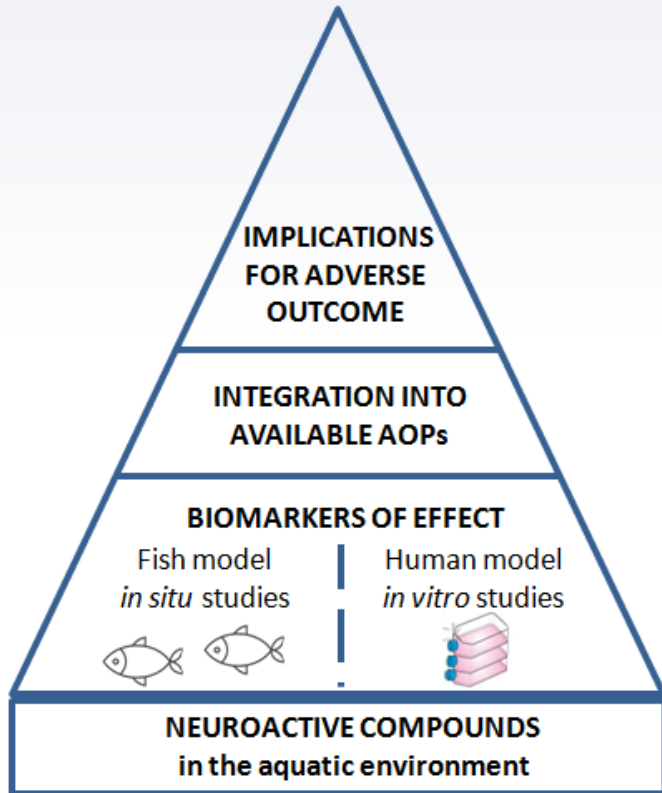 IMPLICATIONS
FOR ADVERSE
OUTCOME
INTEGRATION INTO
AVAILABLE AOPs
BIOMARKERS OF EFFECT
Fish model
in situ studies
Human model
in vitro studies
NEUROACTIVE COMPOUNDS
in the aquatic environment